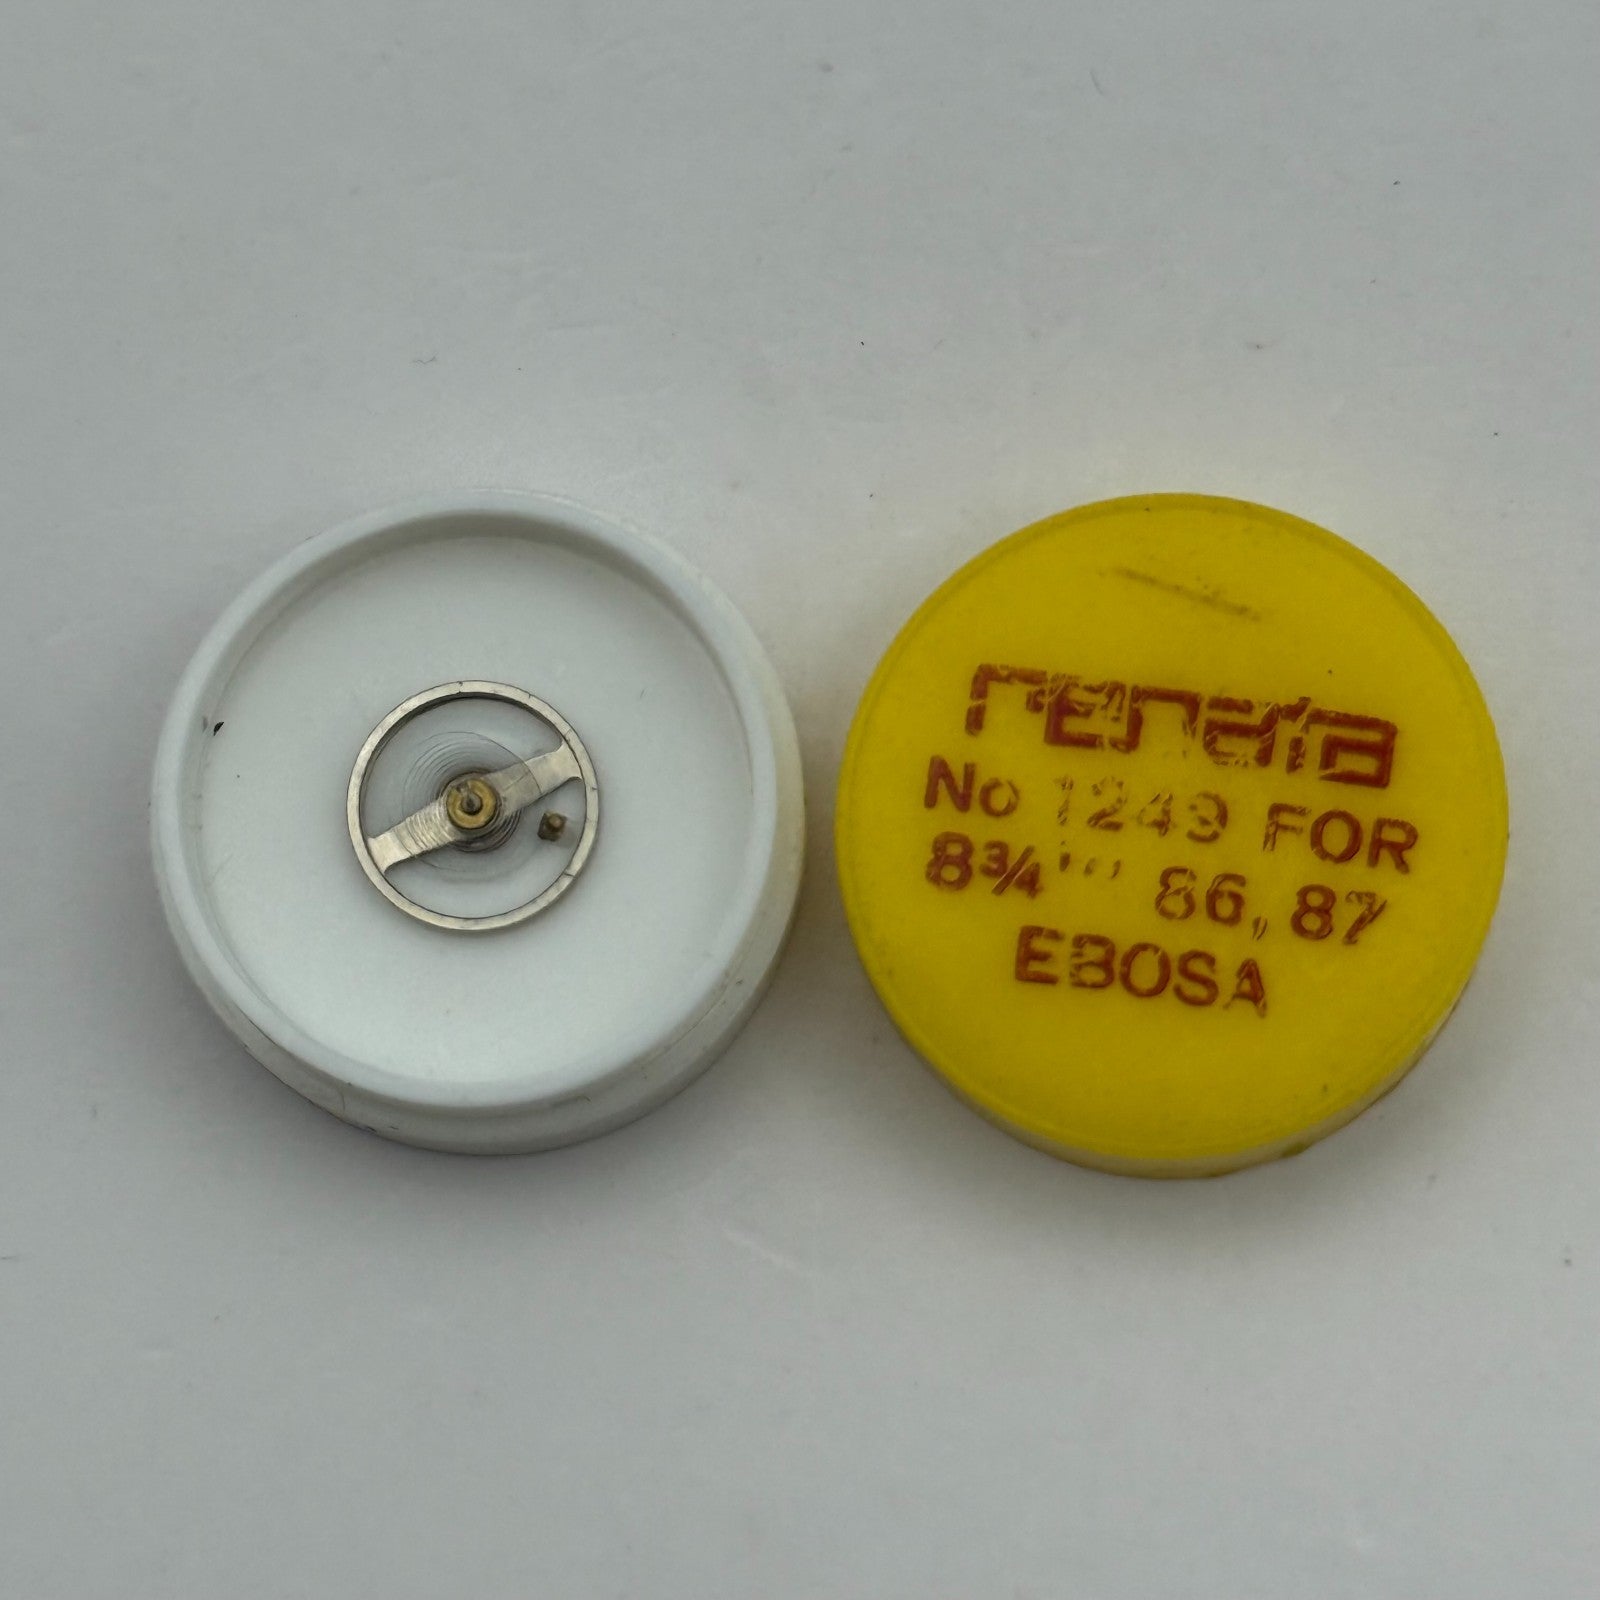 renata
No 1249 FOR
8¾''' 86, 87
EBOSA